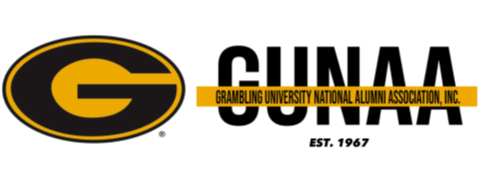 G
®
GUNAA
GRAMBLING UNIVERSITY NATIONAL ALUMNI ASSOCIATION, INC.
EST. 1967